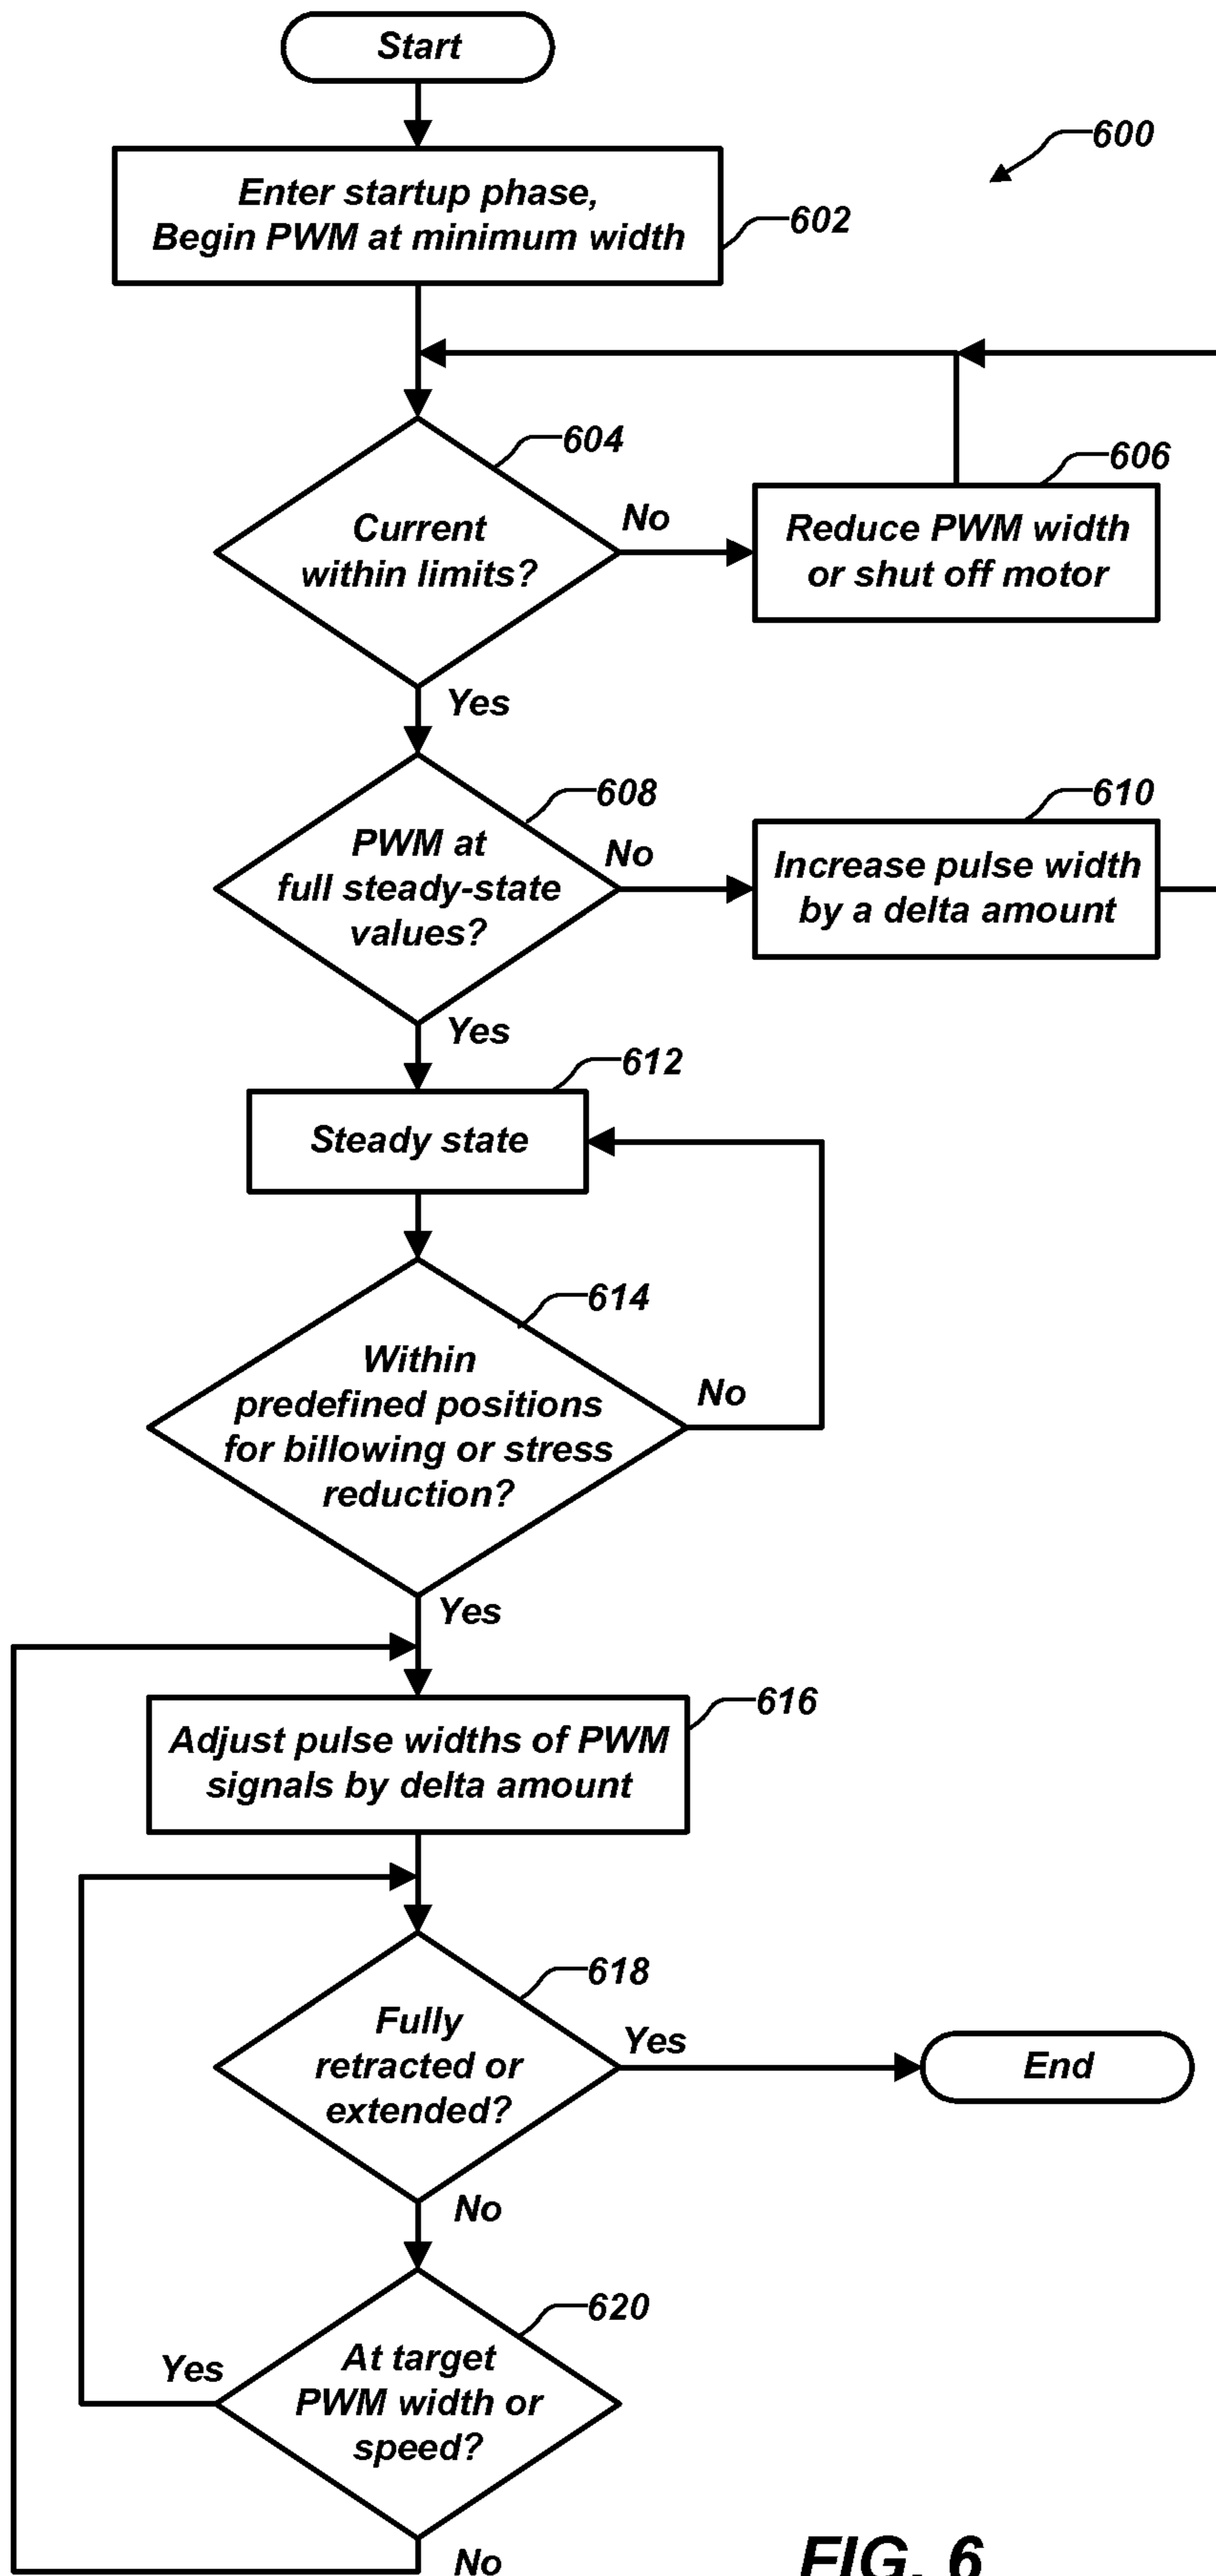 Start
600
Enter startup phase,
Begin PWM at minimum width
602
604
Current
within limits?
No
606
Reduce PWM width
or shut off motor
Yes
608
PWM at
full steady-state
values?
No
610
Increase pulse width
by a delta amount
Yes
612
Steady state
614
Within
predefined positions
for billowing or stress
reduction?
No
Yes
616
Adjust pulse widths of PWM
signals by delta amount
618
Fully
retracted or
extended?
Yes
End
No
620
At target
PWM width or
speed?
Yes
No
FIG. 6